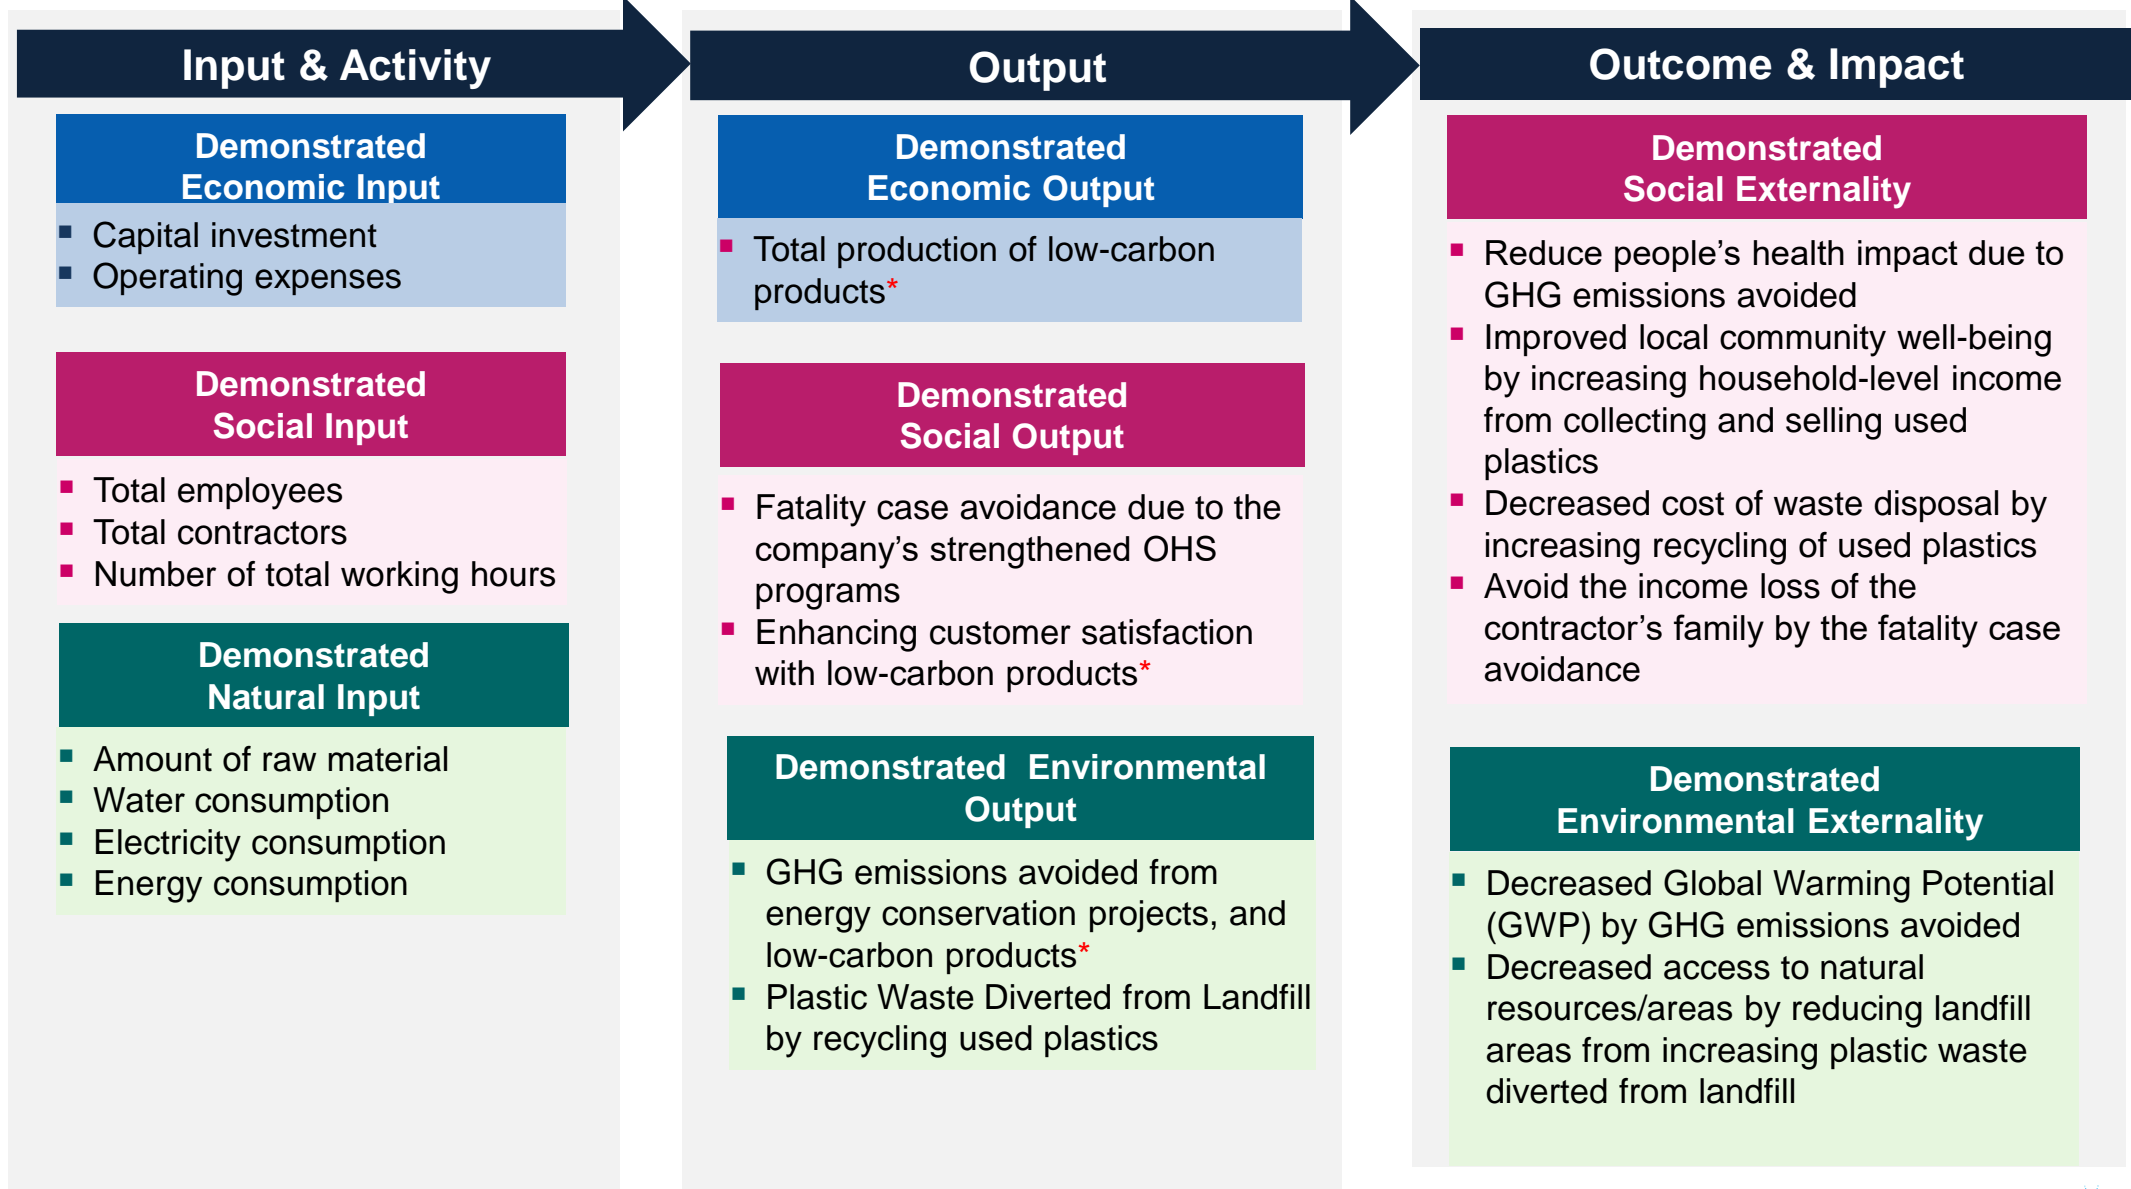 Input & Activity
Demonstrated
Economic Input
▪ Capital investment
▪ Operating expenses
Demonstrated
Social Input
▪ Total employees
▪ Total contractors
▪ Number of total working hours
Demonstrated
Natural Input
▪ Amount of raw material
▪ Water consumption
▪ Electricity consumption
▪ Energy consumption
Output
Demonstrated
Economic Output
▪ Total production of low-carbon
products*
Demonstrated
Social Output
▪ Fatality case avoidance due to the
company’s strengthened OHS
programs
▪ Enhancing customer satisfaction
with low-carbon products*
Demonstrated Environmental
Output
▪ GHG emissions avoided from
energy conservation projects, and
low-carbon products*
▪ Plastic Waste Diverted from Landfill
by recycling used plastics
Outcome & Impact
Demonstrated
Social Externality
▪ Reduce people’s health impact due to
GHG emissions avoided
▪ Improved local community well-being
by increasing household-level income
from collecting and selling used
plastics
▪ Decreased cost of waste disposal by
increasing recycling of used plastics
▪ Avoid the income loss of the
contractor’s family by the fatality case
avoidance
Demonstrated
Environmental Externality
▪ Decreased Global Warming Potential
(GWP) by GHG emissions avoided
▪ Decreased access to natural
resources/areas by reducing landfill
areas from increasing plastic waste
diverted from landfill